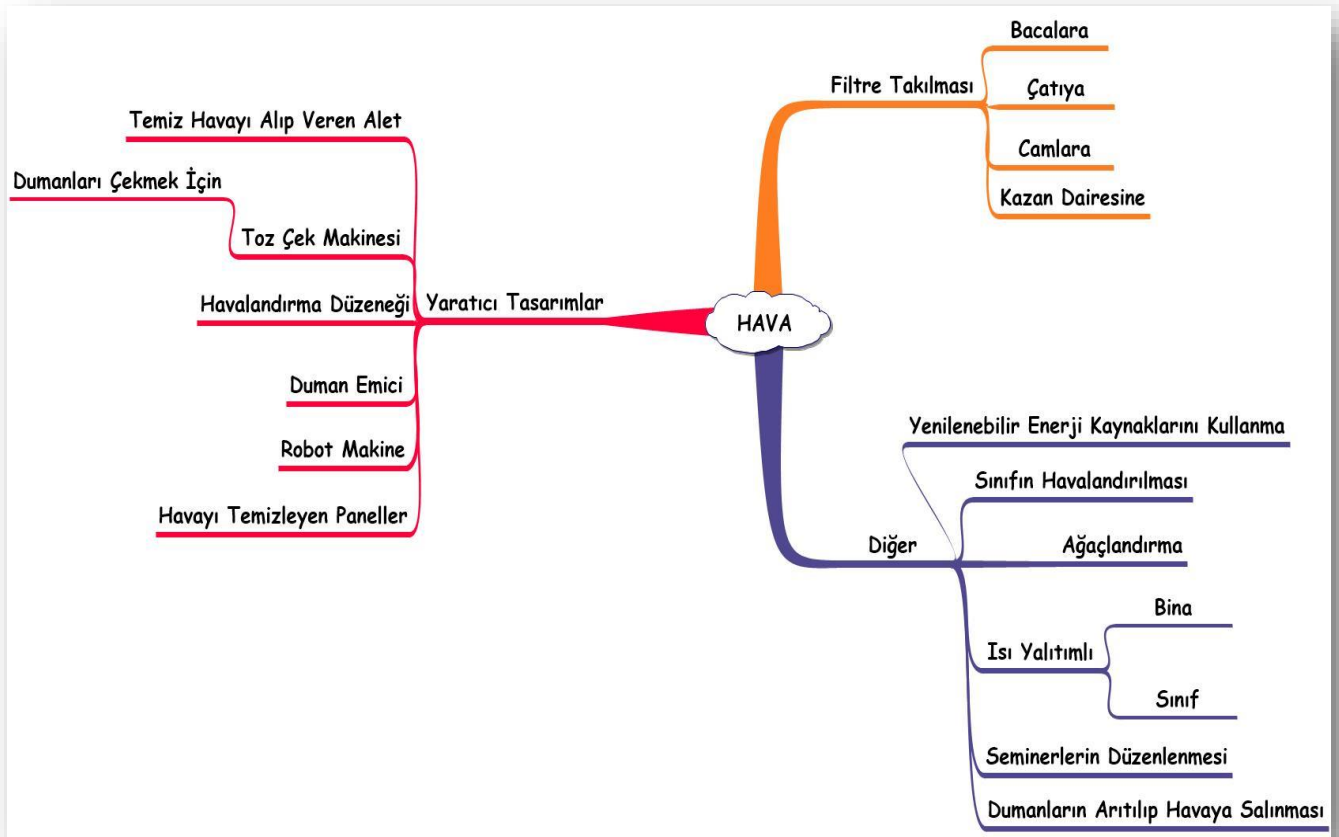 HAVA
Filtre Takılması
Bacalara
Çatıya
Camlara
Kazan Dairesine
Yaratıcı Tasarımlar
Temiz Havayı Alıp Veren Alet
Toz Çek Makinesi
Dumanları Çekmek İçin
Havalandırma Düzeneği
Duman Emici
Robot Makine
Havayı Temizleyen Paneller
Diğer
Yenilenebilir Enerji Kaynaklarını Kullanma
Sınıfın Havalandırılması
Ağaçlandırma
Isı Yalıtımlı
Bina
Sınıf
Seminerlerin Düzenlenmesi
Dumanların Arıtılıp Havaya Salınması